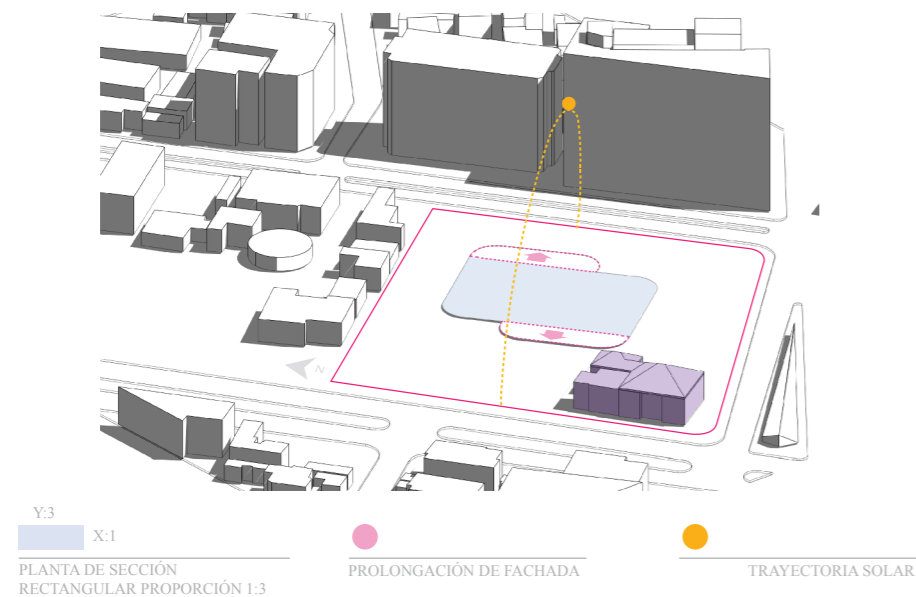 N
Y:3
X:1
PLANTA DE SECCIÓN
RECTANGULAR PROPORCIÓN 1:3
PROLONGACIÓN DE FACHADA
TRAYECTORIA SOLAR